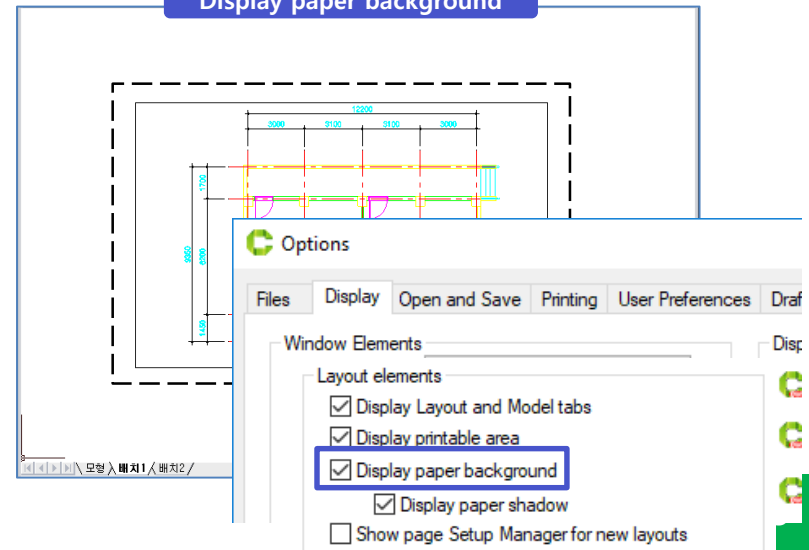 Display paper background
12200
3000 3100 3100 3000
1700
9350
6200
1450
모형 배치1 배치2
Options
Files Display Open and Save Printing User Preferences Draf
Window Elements Disp
Layout elements
Display Layout and Model tabs
Display printable area
Display paper background
Display paper shadow
Show page Setup Manager for new layouts